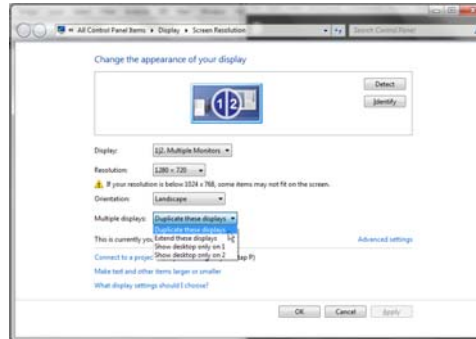 All Control Panel Items ▸ Display ▸ Screen Resolution
Search Control Panel
Change the appearance of your display
Detect
Identify
1|2
Display: 1|2. Multiple Monitors
Resolution: 1280 × 720
If your resolution is below 1024 x 768, some items may not fit on the screen.
Orientation: Landscape
Multiple displays: Duplicate these displays
Duplicate these displays
Extend these displays
Show desktop only on 1
Show desktop only on 2
This is currently you
Advanced settings
Connect to a projec
tap P)
Make text and other items larger or smaller
What display settings should I choose?
OK Cancel Apply